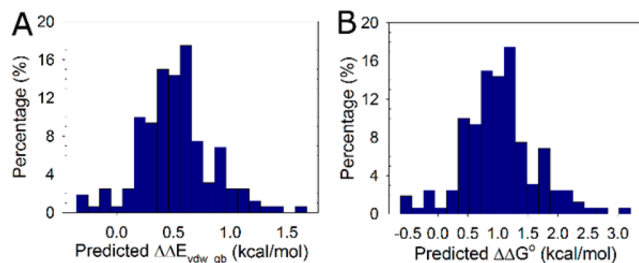 A
20
16
12
8
4
0
Percentage (%)
0.0 0.5 1.0 1.5
Predicted ΔΔE_vdw_gb (kcal/mol)
B
20
16
12
8
4
0
Percentage (%)
-0.5 0.0 0.5 1.0 1.5 2.0 2.5 3.0
Predicted ΔΔG° (kcal/mol)